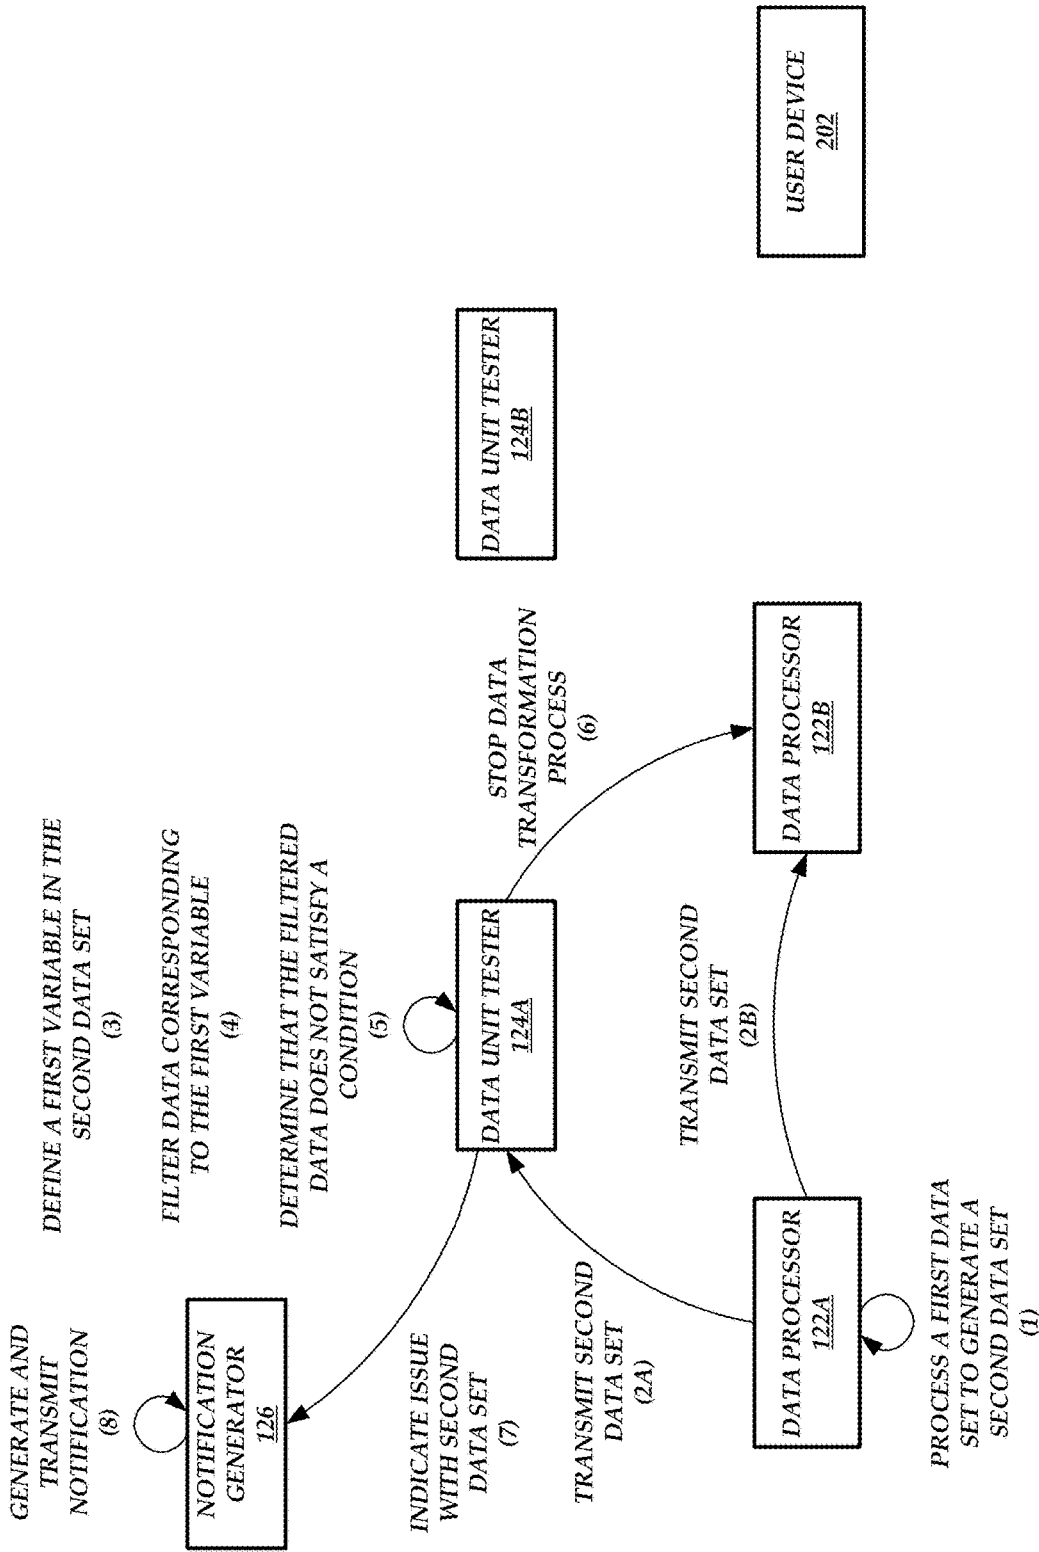 GENERATE AND
TRANSMIT
NOTIFICATION
(8)
NOTIFICATION
GENERATOR
126
DEFINE A FIRST VARIABLE IN THE
SECOND DATA SET
(3)
FILTER DATA CORRESPONDING
TO THE FIRST VARIABLE
(4)
DETERMINE THAT THE FILTERED
DATA DOES NOT SATISFY A
CONDITION
(5)
INDICATE ISSUE
WITH SECOND
DATA SET
(7)
DATA UNIT TESTER
124A
STOP DATA
TRANSFORMATION
PROCESS
(6)
DATA UNIT TESTER
124B
TRANSMIT SECOND
DATA SET
(2A)
TRANSMIT SECOND
DATA SET
(2B)
DATA PROCESSOR
122A
DATA PROCESSOR
122B
USER DEVICE
202
PROCESS A FIRST DATA
SET TO GENERATE A
SECOND DATA SET
(1)